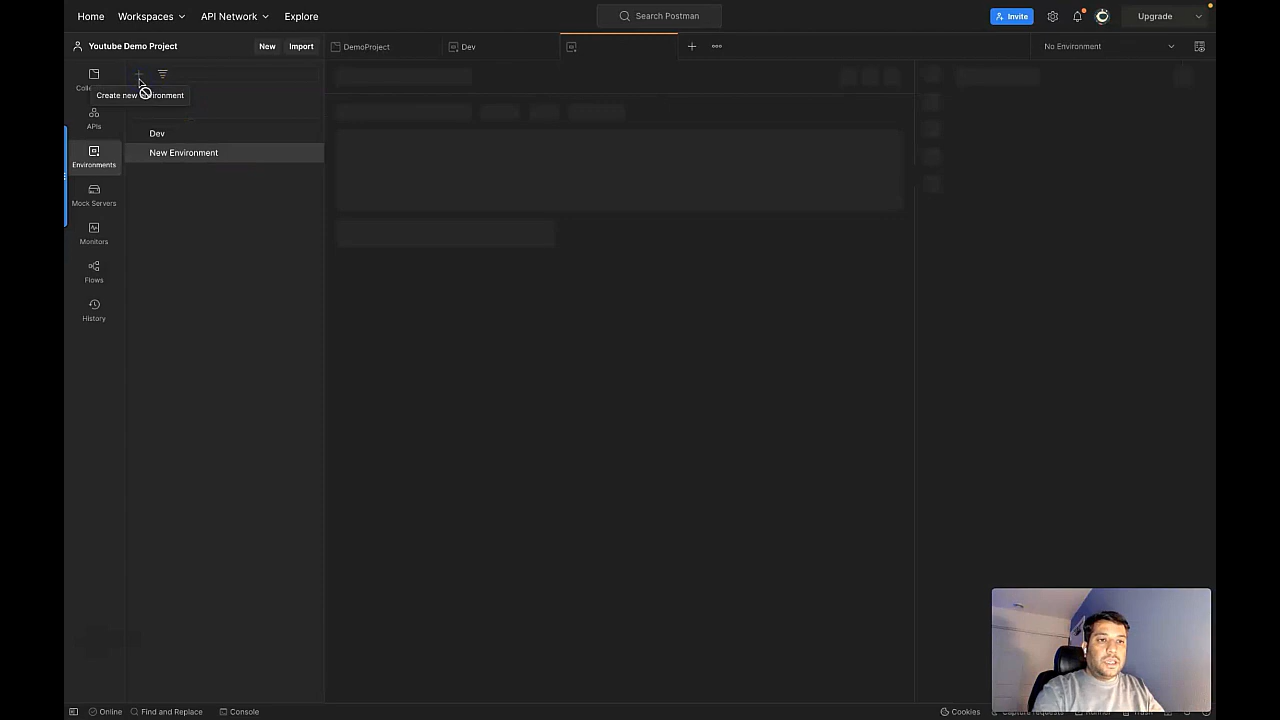 Home Workspaces API Network Explore Search Postman Invite Upgrade
Youtube Demo Project New Import DemoProject Dev No Environment
Create new Environment
APIs
Dev
New Environment
Environments
Mock Servers
Monitors
Flows
History
Online Find and Replace Console Cookies